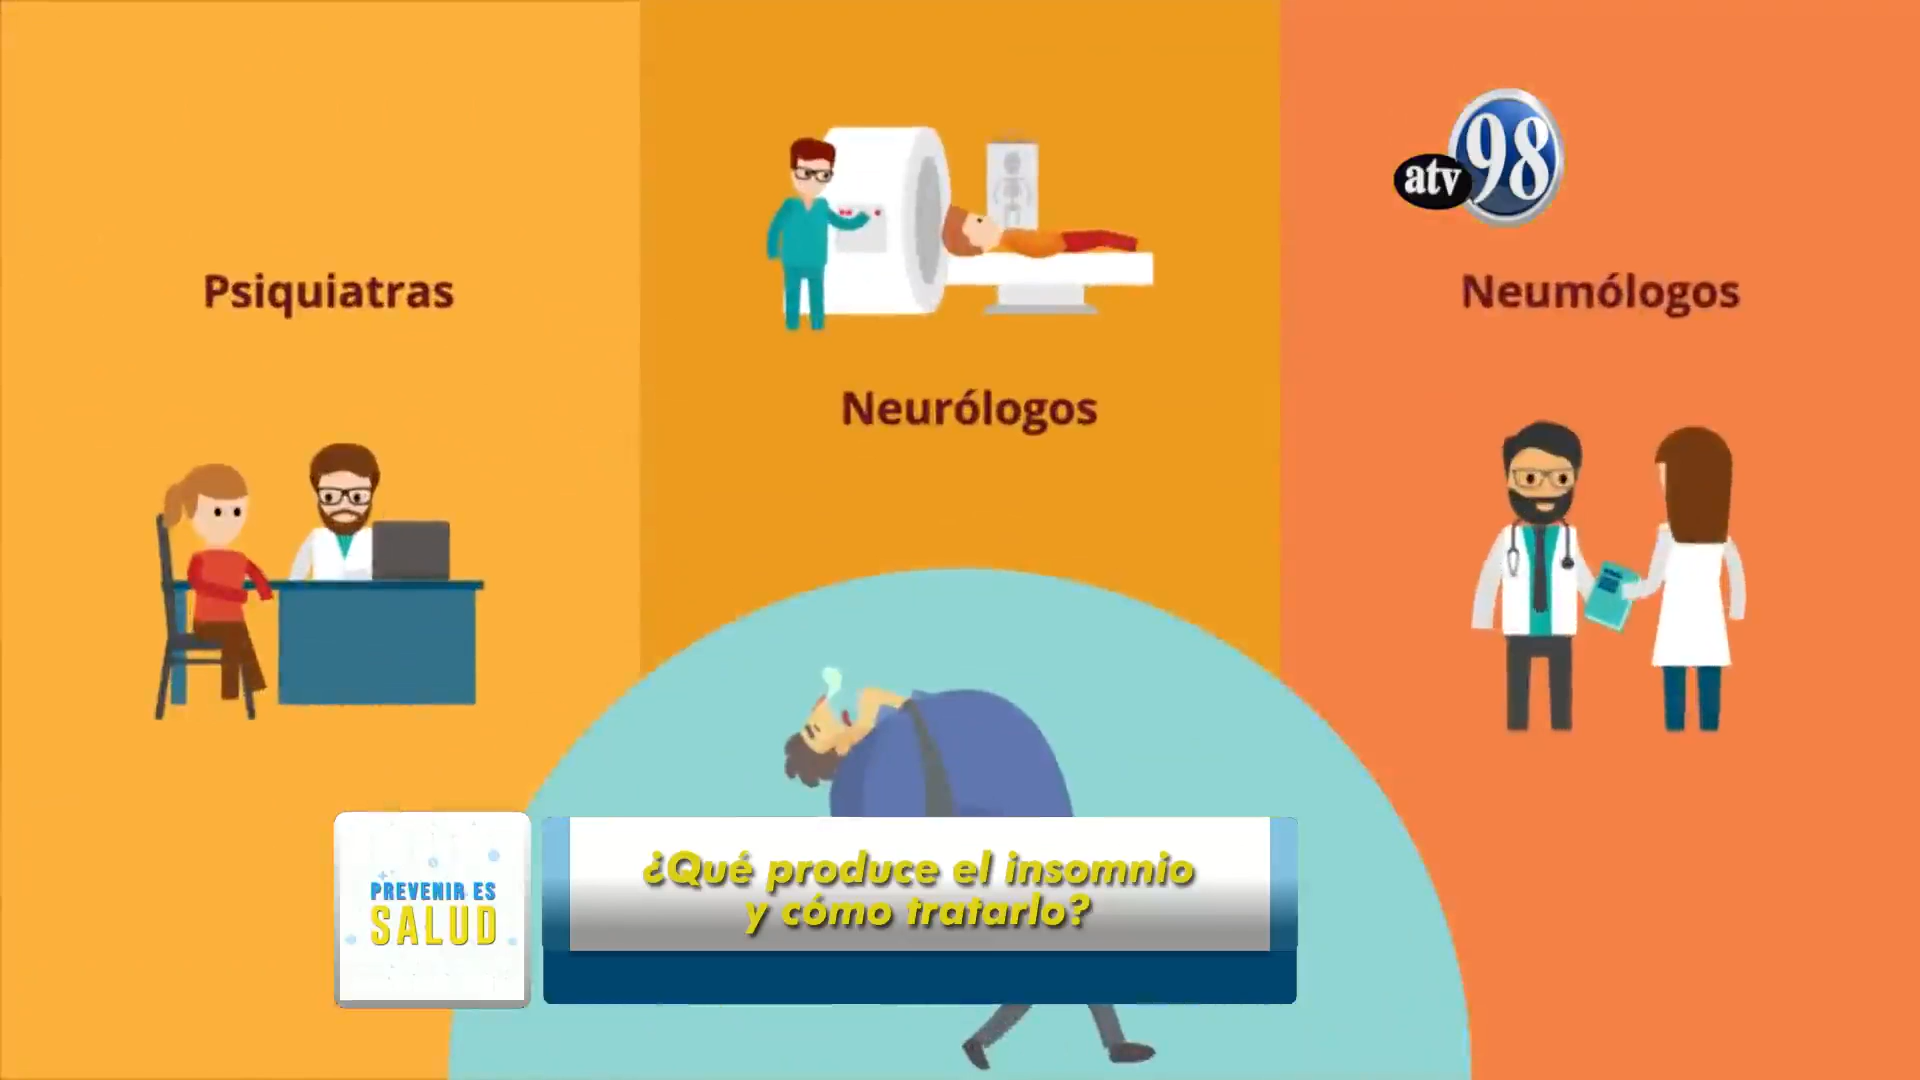 atv 98
Psiquiatras
Neumólogos
Neurólogos
¿Qué produce el insomnio
y cómo tratarlo?
PREVENIR ES
SALUD